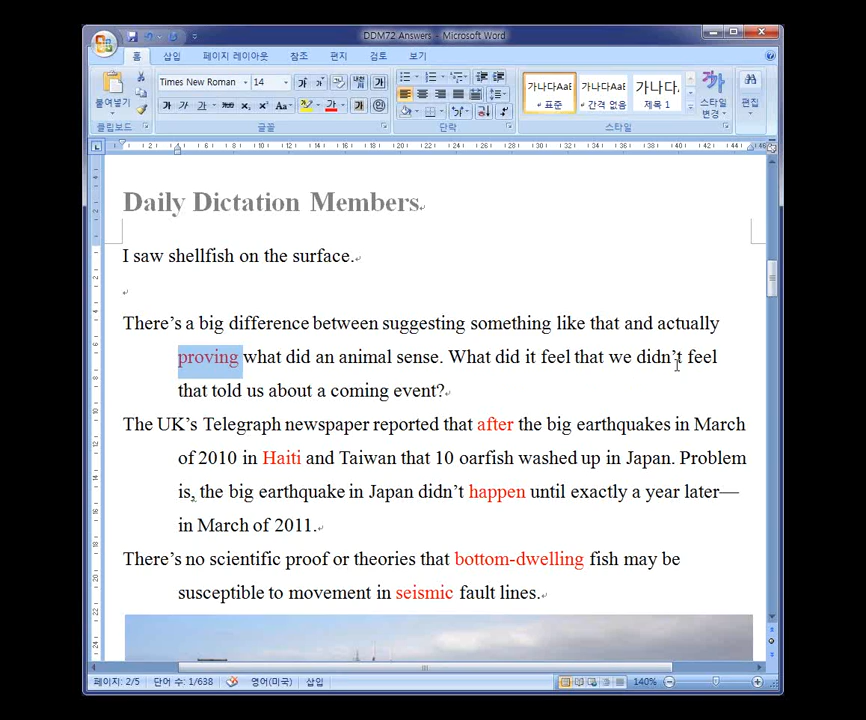 DDM72 Answers - Microsoft Word
홈 삽입 페이지 레이아웃 참조 편지 검토 보기
붙여넣기
Times New Roman 14
가나다AaB 가나다AaB 가나다.
표준 간격 없음 제목 1
스타일 변경 편집
클립보드 글꼴 단락 스타일
Daily Dictation Members
I saw shellfish on the surface.
There's a big difference between suggesting something like that and actually
proving what did an animal sense. What did it feel that we didn't feel
that told us about a coming event?
The UK's Telegraph newspaper reported that after the big earthquakes in March
of 2010 in Haiti and Taiwan that 10 oarfish washed up in Japan. Problem
is, the big earthquake in Japan didn't happen until exactly a year later—
in March of 2011.
There's no scientific proof or theories that bottom-dwelling fish may be
susceptible to movement in seismic fault lines.
페이지: 2/5 단어 수: 1/638 영어(미국) 삽입 140%